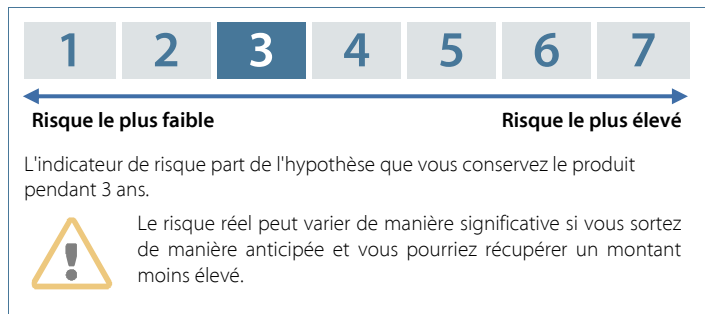 1 2 3 4 5 6 7
Risque le plus faible Risque le plus élevé
L'indicateur de risque part de l'hypothèse que vous conservez le produit
pendant 3 ans.
Le risque réel peut varier de manière significative si vous sortez
de manière anticipée et vous pourriez récupérer un montant
moins élevé.